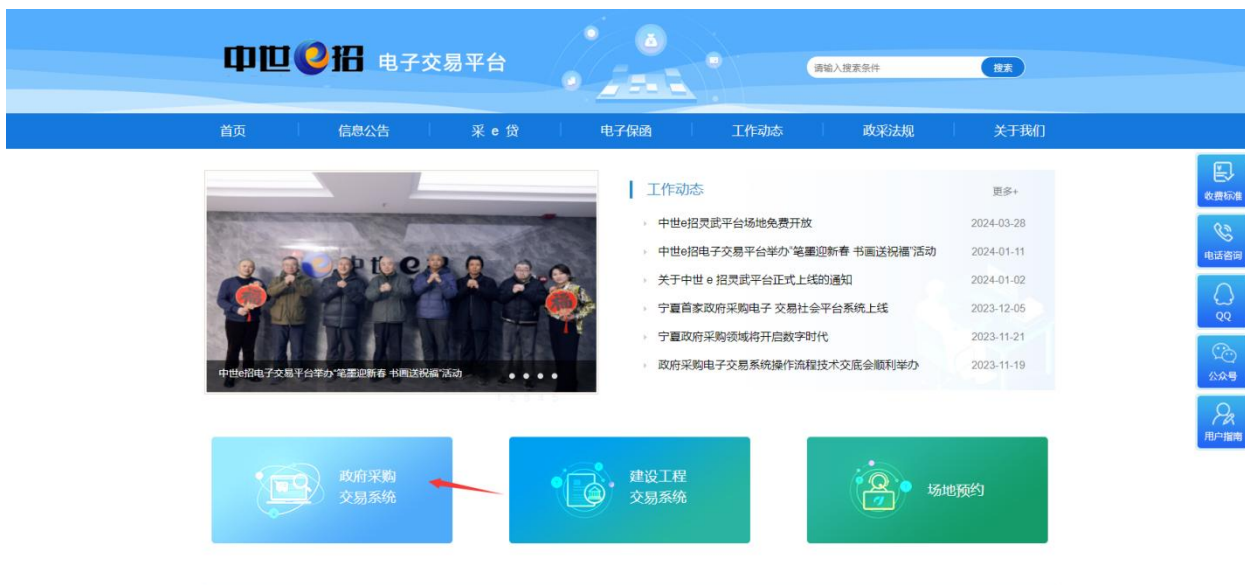 中世e招 电子交易平台
请输入搜索条件 搜索
首页 信息公告 采 e 贷 电子保函 工作动态 政采法规 关于我们
工作动态 更多+
中世e招灵武平台场地免费开放 2024-03-28
中世e招电子交易平台举办“笔墨迎新春 书画送祝福”活动 2024-01-11
关于中世 e 招灵武平台正式上线的通知 2024-01-02
宁夏首家政府采购电子 交易社会平台系统上线 2023-12-05
宁夏政府采购领域将开启数字时代 2023-11-21
政府采购电子交易系统操作流程技术交底会顺利举办 2023-11-19
中世e
福
福
中世e招电子交易平台举办“笔墨迎新春 书画送祝福”活动
收费标准
电话咨询
QQ
公众号
用户指南
政府采购
交易系统
建设工程
交易系统
场地预约